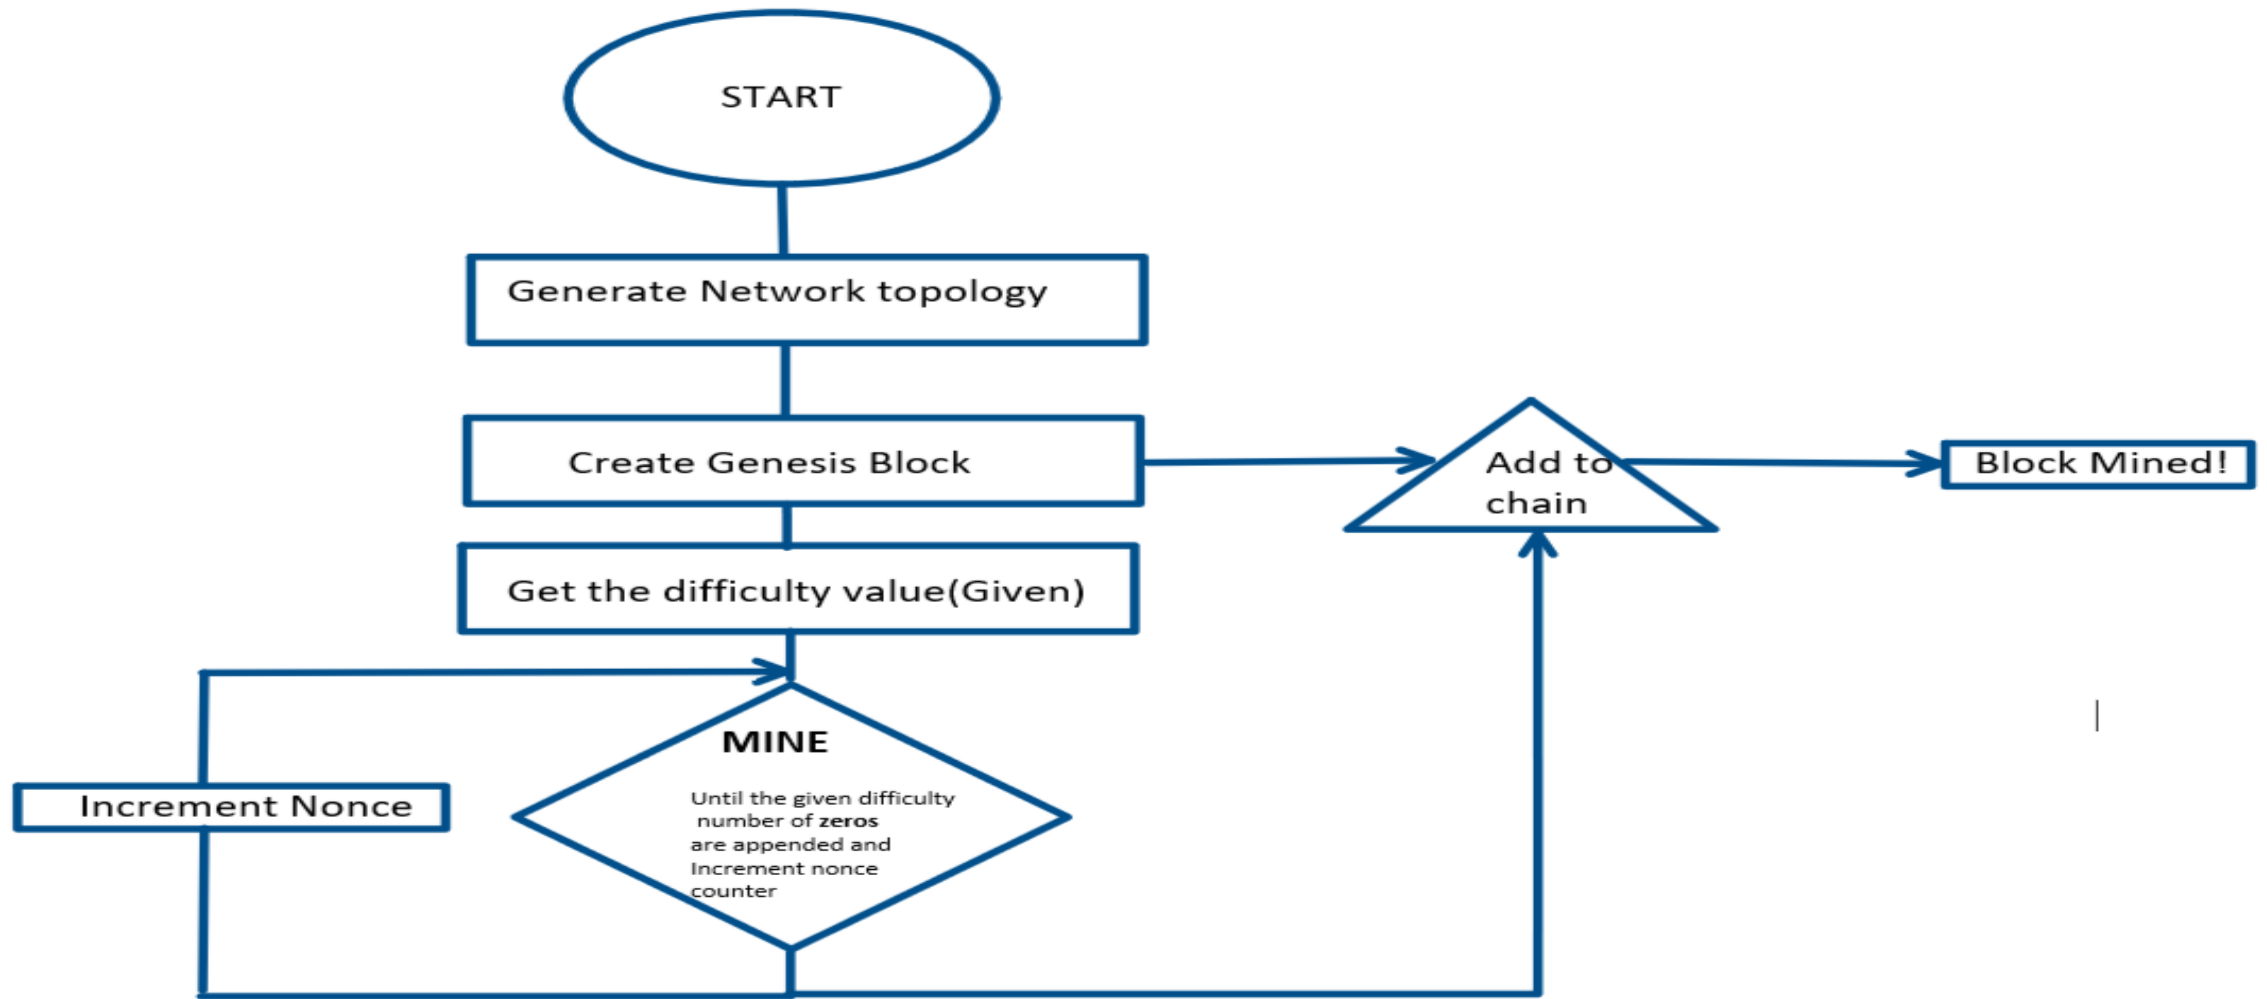 START
Generate Network topology
Create Genesis Block
Add to
chain
Block Mined!
Get the difficulty value(Given)
MINE
Until the given difficulty
number of zeros
are appended and
Increment nonce
counter
Increment Nonce